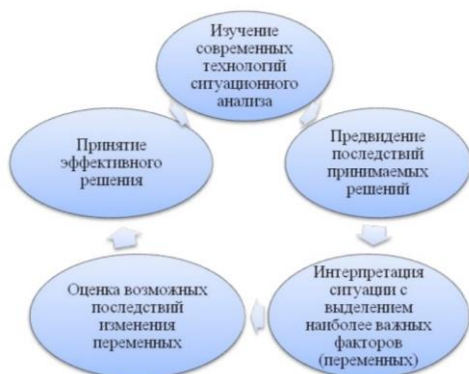 Изучение
современных
технологий
ситуационного
анализа
Предвидение
последствий
принимаемых
решений
Интерпретация
ситуации с
выделением
наиболее важных
факторов
(переменных)
Оценка возможных
последствий
изменения
переменных
Принятие
эффективного
решения